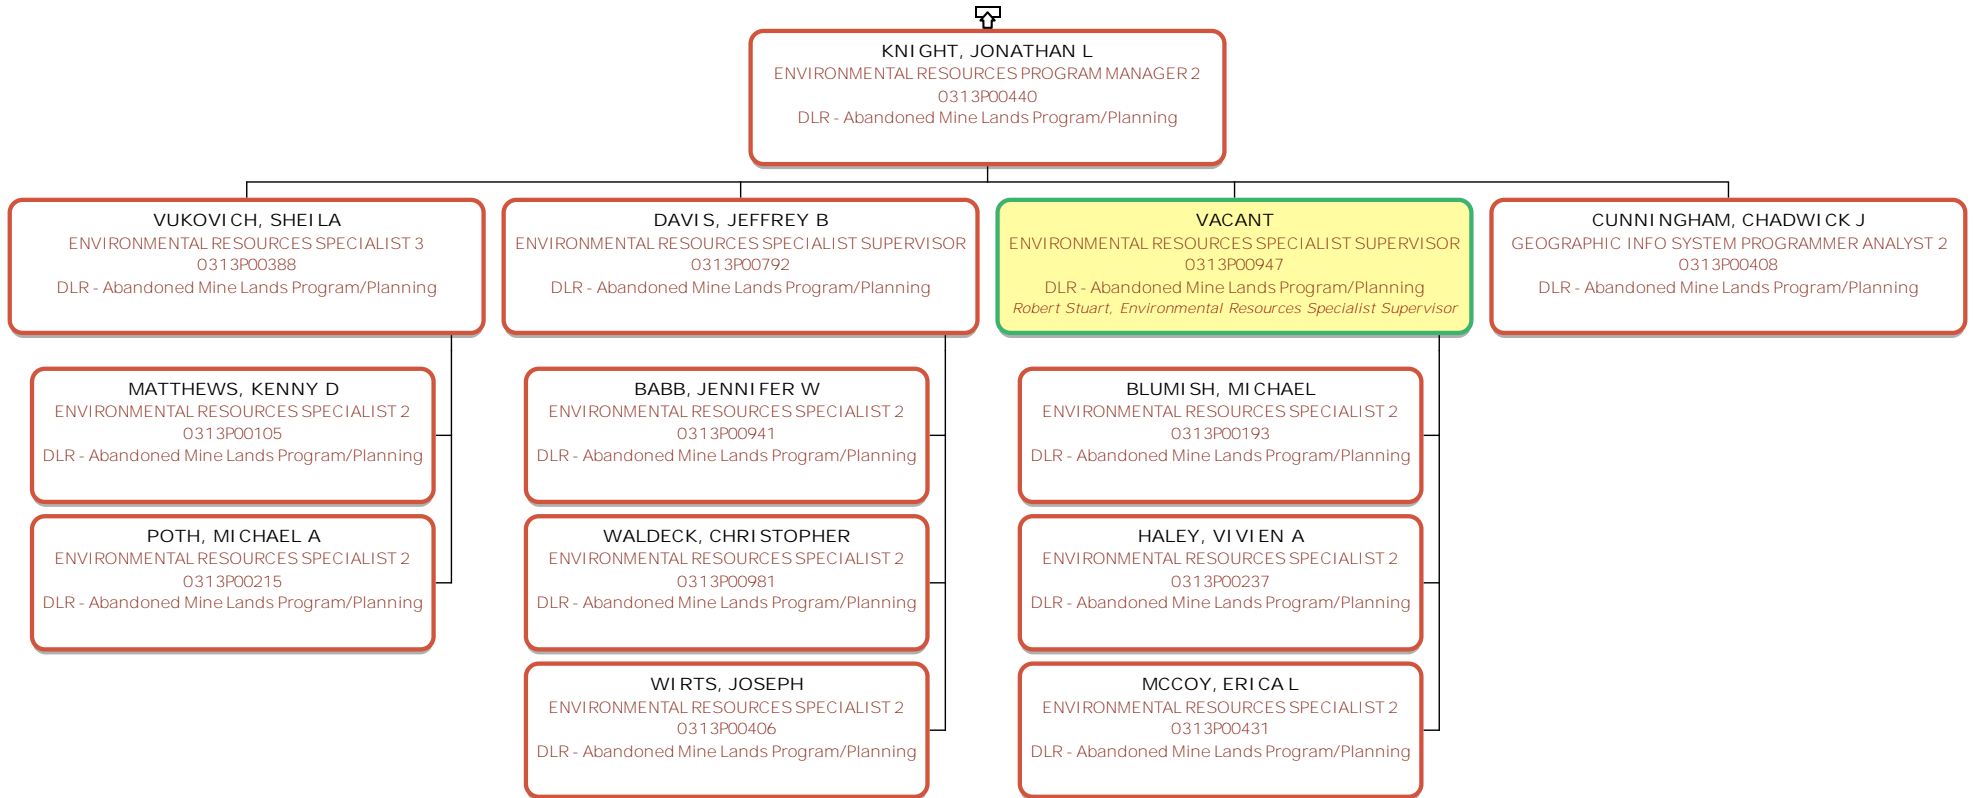 KNIGHT, JONATHAN L
ENVIRONMENTAL RESOURCES PROGRAM MANAGER 2
0313P00440
DLR - Abandoned Mine Lands Program/Planning
VUKOVICH, SHEILA
ENVIRONMENTAL RESOURCES SPECIALIST 3
0313P00388
DLR - Abandoned Mine Lands Program/Planning
DAVIS, JEFFREY B
ENVIRONMENTAL RESOURCES SPECIALIST SUPERVISOR
0313P00792
DLR - Abandoned Mine Lands Program/Planning
VACANT
ENVIRONMENTAL RESOURCES SPECIALIST SUPERVISOR
0313P00947
DLR - Abandoned Mine Lands Program/Planning
Robert Stuart, Environmental Resources Specialist Supervisor
CUNNINGHAM, CHADWICK J
GEOGRAPHIC INFO SYSTEM PROGRAMMER ANALYST 2
0313P00408
DLR - Abandoned Mine Lands Program/Planning
MATTHEWS, KENNY D
ENVIRONMENTAL RESOURCES SPECIALIST 2
0313P00105
DLR - Abandoned Mine Lands Program/Planning
POTH, MICHAEL A
ENVIRONMENTAL RESOURCES SPECIALIST 2
0313P00215
DLR - Abandoned Mine Lands Program/Planning
BABB, JENNIFER W
ENVIRONMENTAL RESOURCES SPECIALIST 2
0313P00941
DLR - Abandoned Mine Lands Program/Planning
WALDECK, CHRISTOPHER
ENVIRONMENTAL RESOURCES SPECIALIST 2
0313P00981
DLR - Abandoned Mine Lands Program/Planning
WIRTS, JOSEPH
ENVIRONMENTAL RESOURCES SPECIALIST 2
0313P00406
DLR - Abandoned Mine Lands Program/Planning
BLUMISH, MICHAEL
ENVIRONMENTAL RESOURCES SPECIALIST 2
0313P00193
DLR - Abandoned Mine Lands Program/Planning
HALEY, VIVIEN A
ENVIRONMENTAL RESOURCES SPECIALIST 2
0313P00237
DLR - Abandoned Mine Lands Program/Planning
MCCOY, ERICA L
ENVIRONMENTAL RESOURCES SPECIALIST 2
0313P00431
DLR - Abandoned Mine Lands Program/Planning